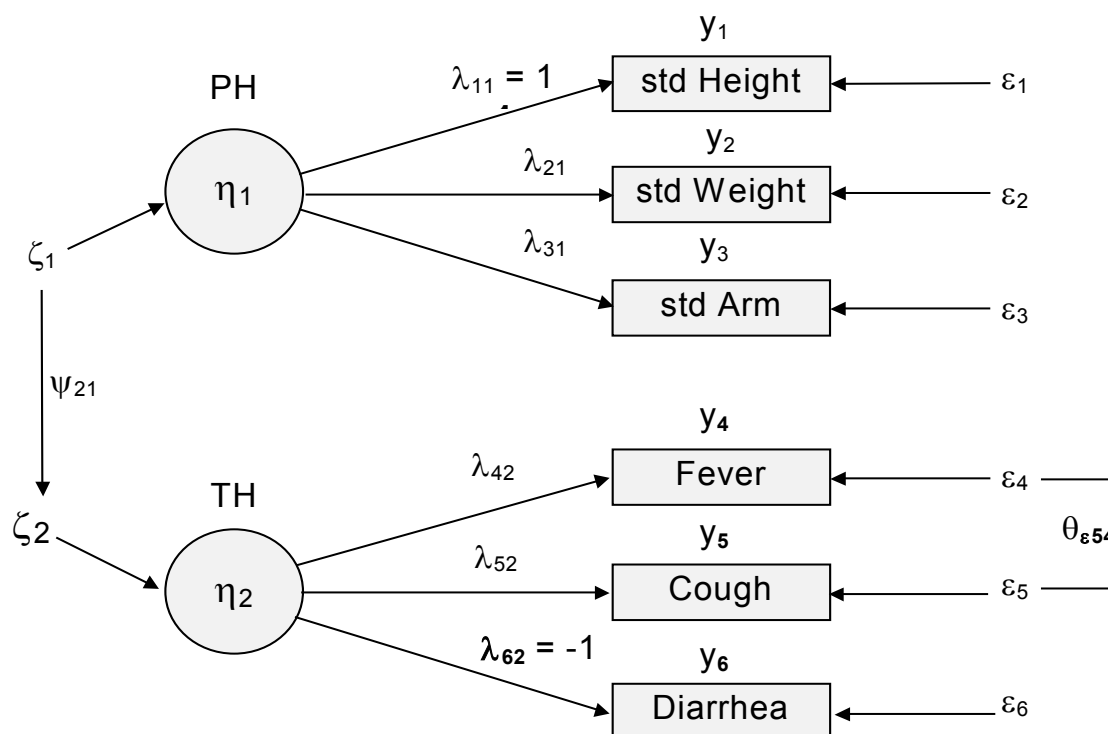 y₁
PH
λ₁₁ = 1
std Height
ε₁
y₂
η₁
λ₂₁
std Weight
ε₂
λ₃₁
y₃
ζ₁
std Arm
ε₃
ψ₂₁
y₄
λ₄₂
Fever
ε₄
TH
ζ₂
y₅
θε₅₄
λ₅₂
η₂
Cough
ε₅
λ₆₂ = -1
y₆
Diarrhea
ε₆